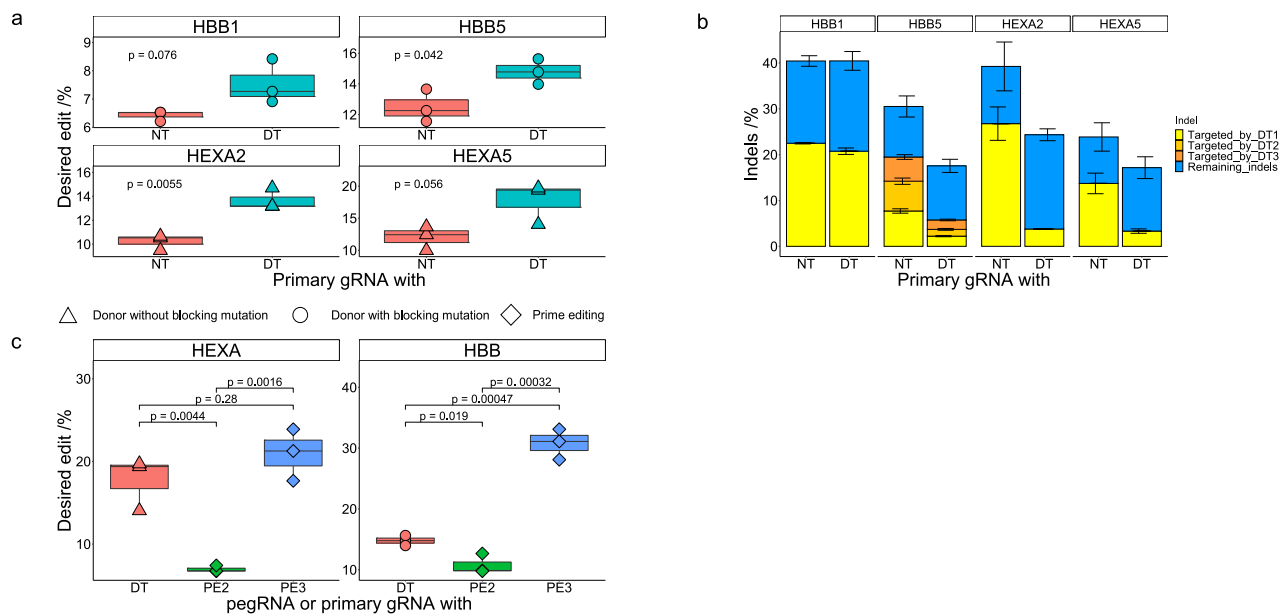 a
HBB1
HBB5
p = 0.076
p = 0.042
9
8
7
6
16
14
12
NT
DT
NT
DT
Desired edit /%
HEXA2
HEXA5
p = 0.0055
p = 0.056
16
14
12
10
20
15
10
NT
DT
NT
DT
Primary gRNA with
b
HBB1
HBB5
HEXA2
HEXA5
Indels /%
40
30
20
10
0
NT
DT
NT
DT
NT
DT
NT
DT
Primary gRNA with
Indel
Targeted_by_DT1
Targeted_by_DT2
Targeted_by_DT3
Remaining_indels
Donor without blocking mutation
Donor with blocking mutation
Prime editing
c
HEXA
HBB
Desired edit /%
30
20
10
p = 0.0016
p = 0.28
p = 0.0044
40
30
20
10
p= 0.00032
p = 0.00047
p = 0.019
DT
PE2
PE3
DT
PE2
PE3
pegRNA or primary gRNA with